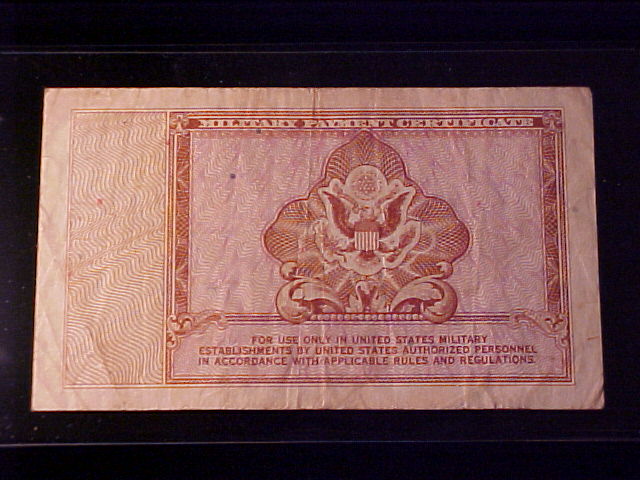 MILITARY PAYMENT CERTIFICATE
FOR USE ONLY IN UNITED STATES MILITARY
ESTABLISHMENTS BY UNITED STATES AUTHORIZED PERSONNEL
IN ACCORDANCE WITH APPLICABLE RULES AND REGULATIONS.